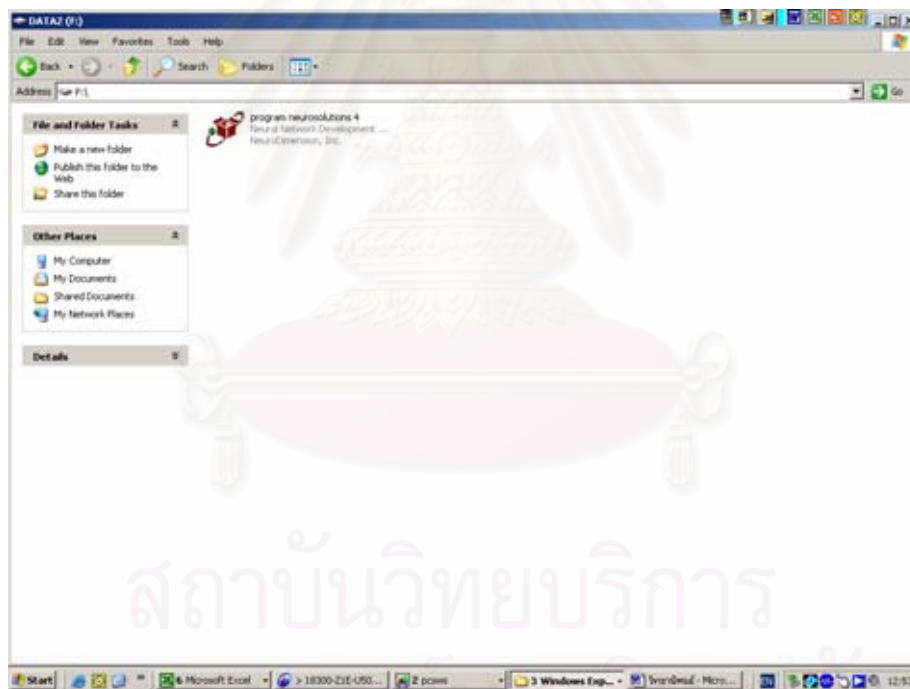 DATA2 (F:)
File Edit View Favorites Tools Help
Back Search Folders
Address F:\ Go
File and Folder Tasks
Make a new folder
Publish this folder to the
Web
Share this folder
Other Places
My Computer
My Documents
Shared Documents
My Network Places
Details
program neurosolutions 4
Neural Network Development ...
NeuroDimension, Inc.
สถาบันวิทยบริการ
Start 6 Microsoft Excel 2 3 Windows Exp... - Micro... EN